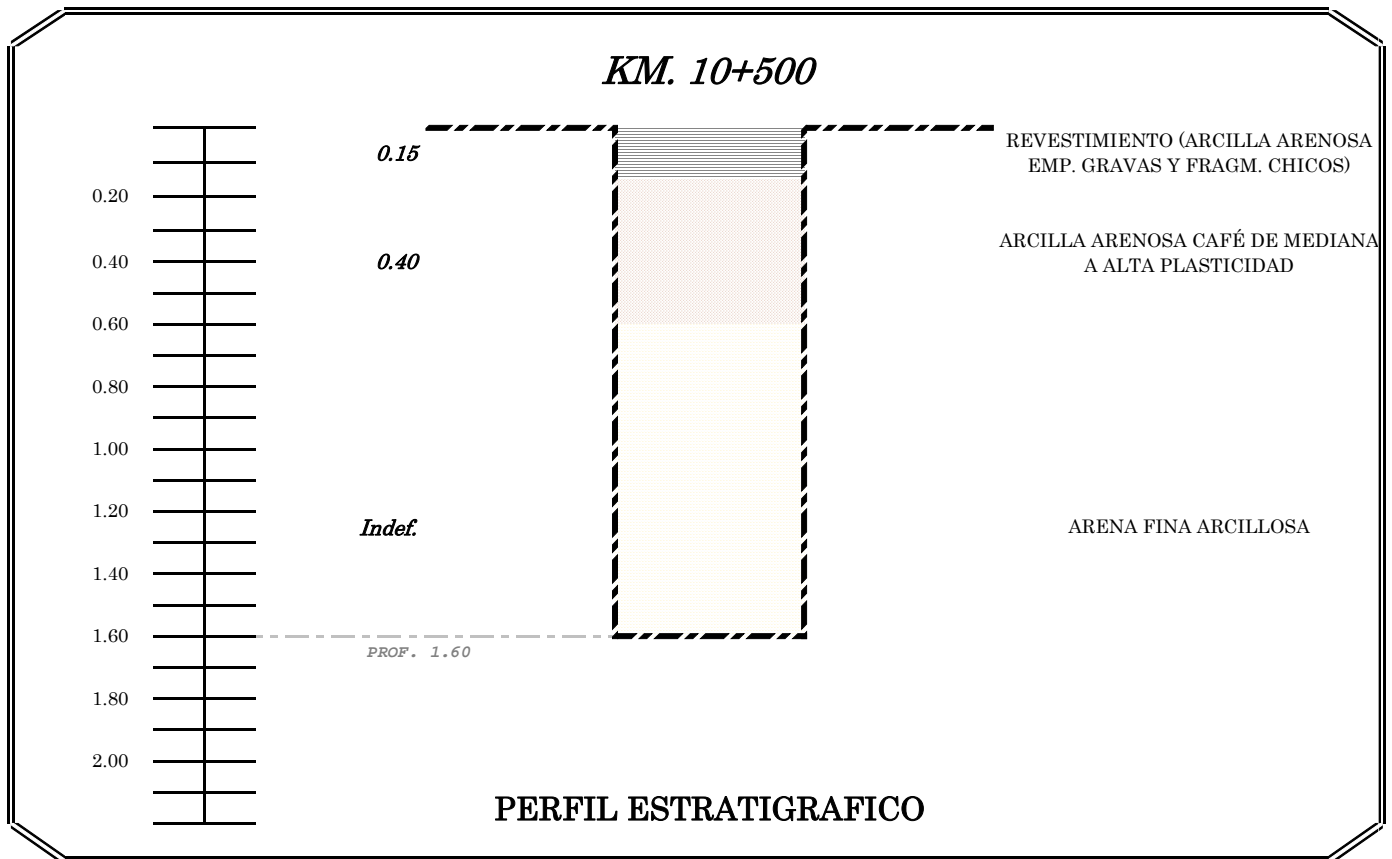 KM. 10+500
0.15
REVESTIMIENTO (ARCILLA ARENOSA
EMP. GRAVAS Y FRAGM. CHICOS)
0.20
ARCILLA ARENOSA CAFÉ DE MEDIANA
A ALTA PLASTICIDAD
0.40
0.40
0.60
0.80
1.00
1.20
Indef.
ARENA FINA ARCILLOSA
1.40
1.60
PROF. 1.60
1.80
2.00
PERFIL ESTRATIGRAFICO